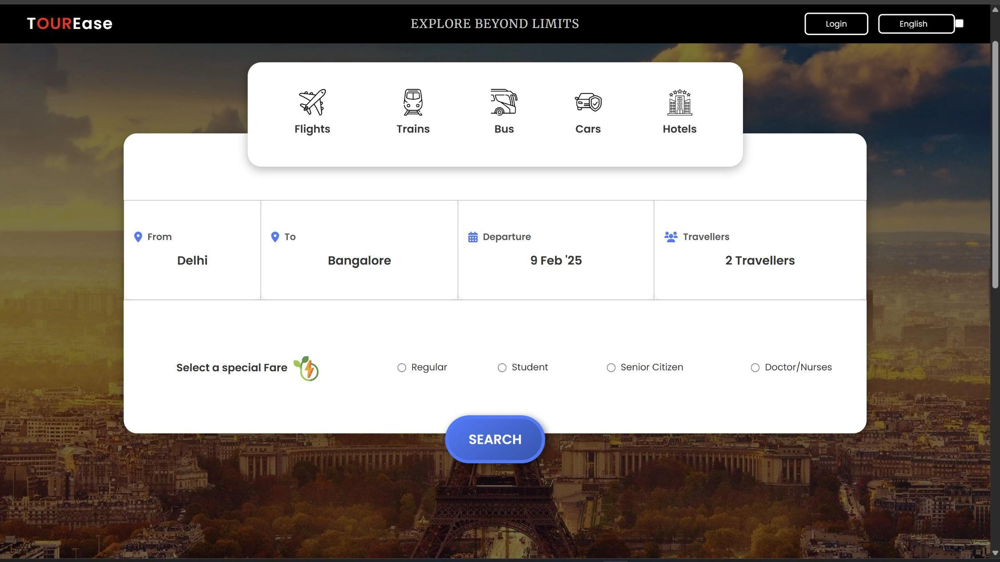 TOUREase
EXPLORE BEYOND LIMITS
Login
English
Flights
Trains
Bus
Cars
Hotels
From
Delhi
To
Bangalore
Departure
9 Feb '25
Travellers
2 Travellers
Select a special Fare
Regular
Student
Senior Citizen
Doctor/Nurses
SEARCH